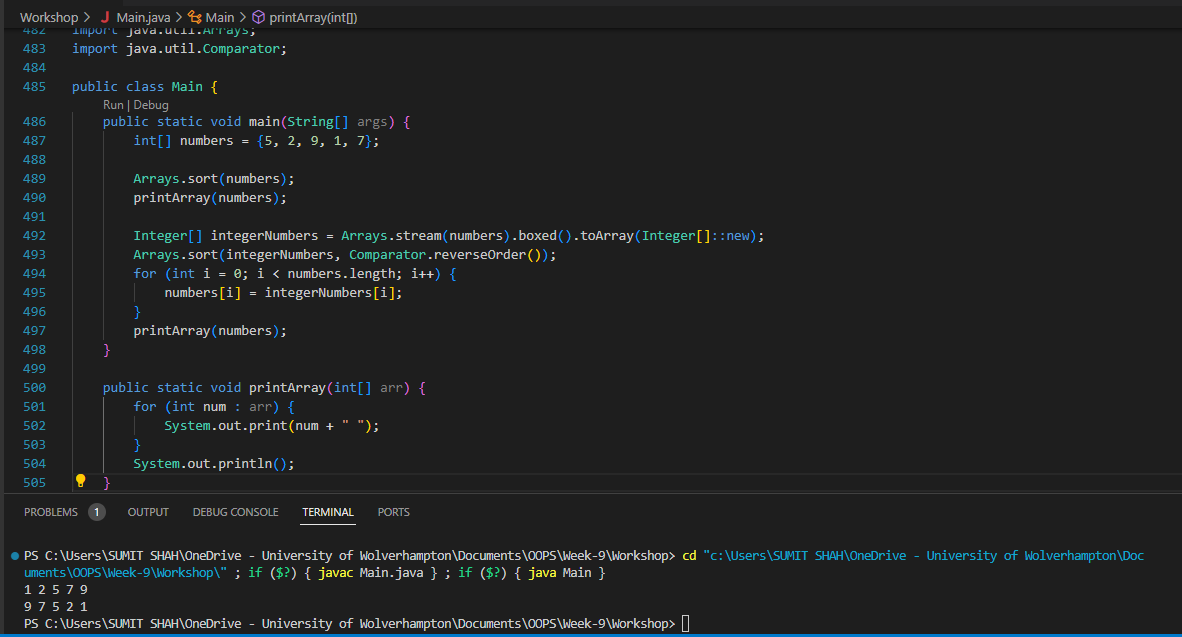 Workshop > J Main.java > Main > printArray(int[])
482 import java.util.Arrays;
483 import java.util.Comparator;
484
485 public class Main {
Run | Debug
486 public static void main(String[] args) {
487 int[] numbers = {5, 2, 9, 1, 7};
488
489 Arrays.sort(numbers);
490 printArray(numbers);
491
492 Integer[] integerNumbers = Arrays.stream(numbers).boxed().toArray(Integer[]::new);
493 Arrays.sort(integerNumbers, Comparator.reverseOrder());
494 for (int i = 0; i < numbers.length; i++) {
495 numbers[i] = integerNumbers[i];
496 }
497 printArray(numbers);
498 }
499
500 public static void printArray(int[] arr) {
501 for (int num : arr) {
502 System.out.print(num + " ");
503 }
504 System.out.println();
505 }
PROBLEMS 1 OUTPUT DEBUG CONSOLE TERMINAL PORTS
PS C:\Users\SUMIT SHAH\OneDrive - University of Wolverhampton\Documents\OOPS\Week-9\Workshop> cd "c:\Users\SUMIT SHAH\OneDrive - University of Wolverhampton\Doc
uments\OOPS\Week-9\Workshop\" ; if ($?) { javac Main.java } ; if ($?) { java Main }
1 2 5 7 9
9 7 5 2 1
PS C:\Users\SUMIT SHAH\OneDrive - University of Wolverhampton\Documents\OOPS\Week-9\Workshop>